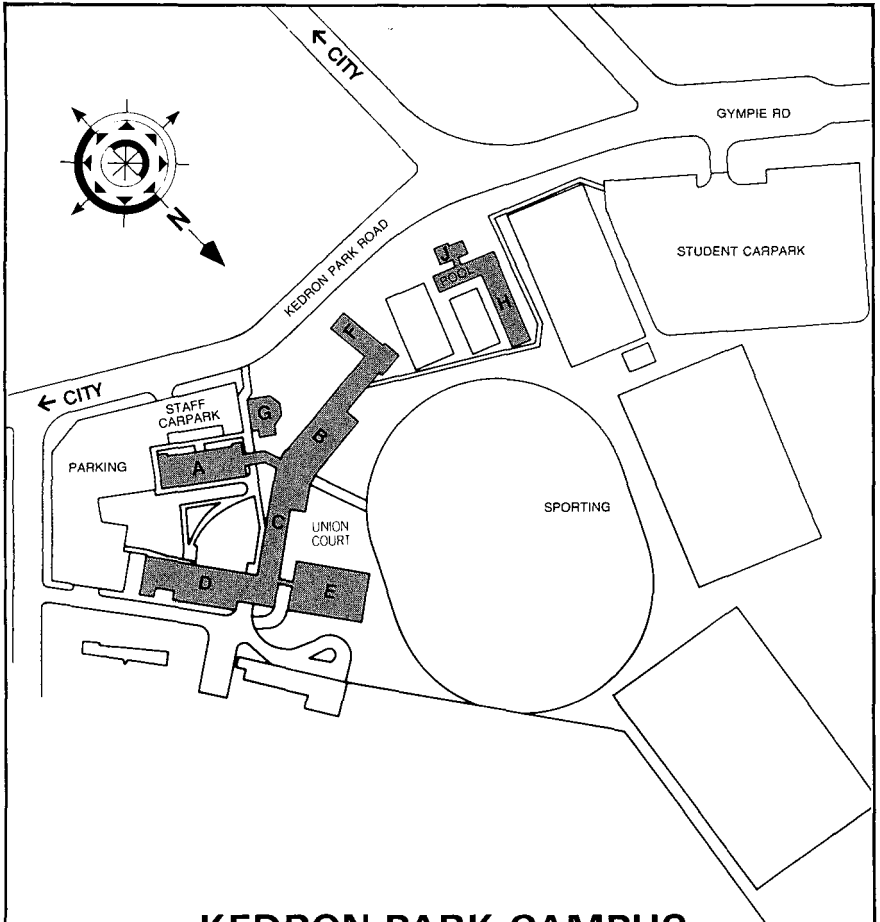 ← CITY
GYMPIE RD
N
KEDRON PARK ROAD
STUDENT CARPARK
J
POOL
H
F
← CITY
STAFF
CARPARK
G
B
PARKING
A
SPORTING
C
UNION
COURT
D
E
KEDRON PARK CAMPUS